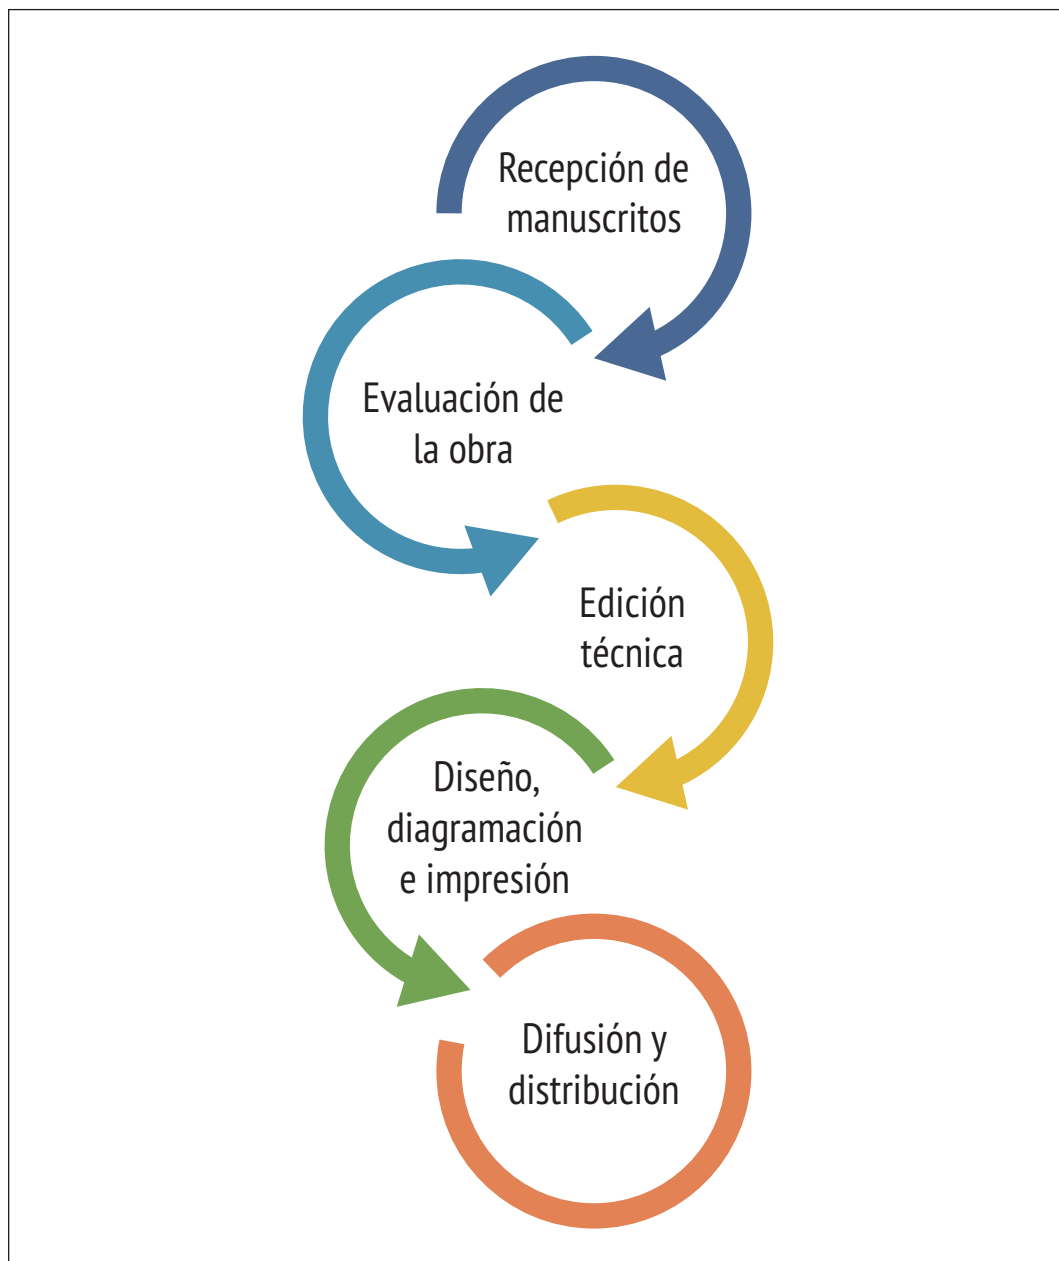 Recepción de
manuscritos
Evaluación de
la obra
Edición
técnica
Diseño,
diagramación
e impresión
Difusión y
distribución